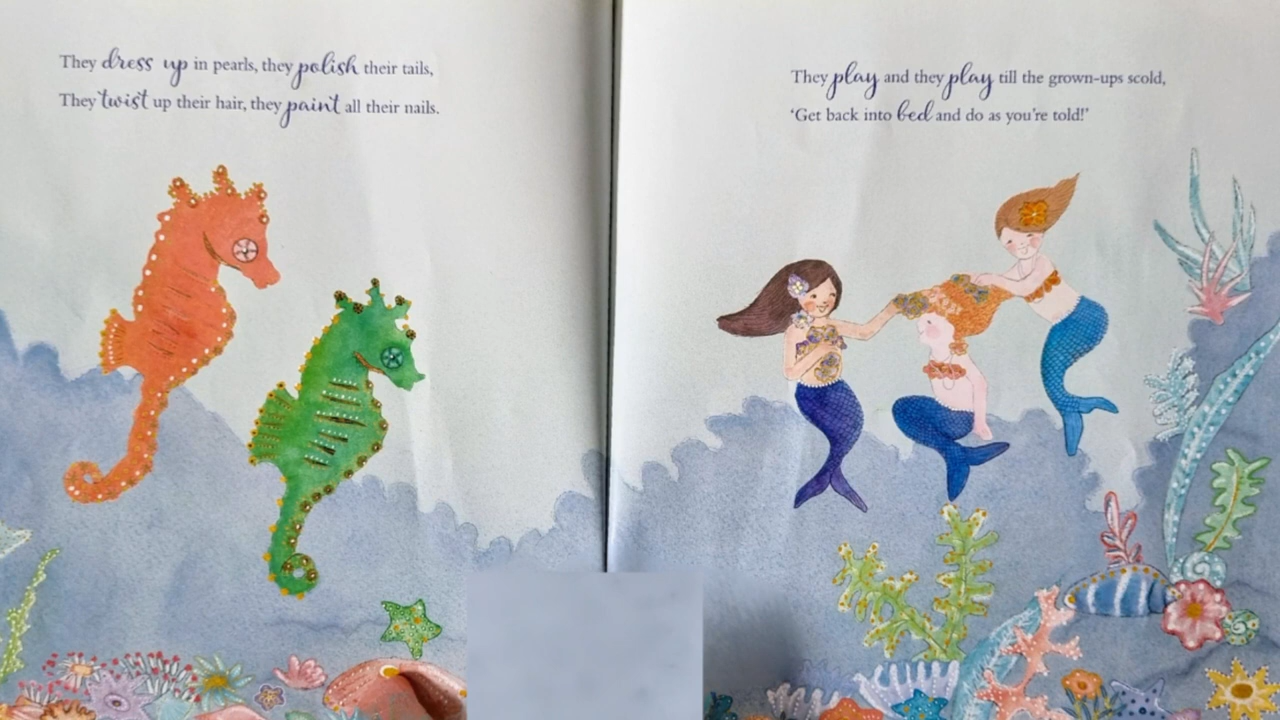 They dress up in pearls, they polish their tails,
They twist up their hair, they paint all their nails.
They play and they play till the grown-ups scold,
‘Get back into bed and do as you’re told!’